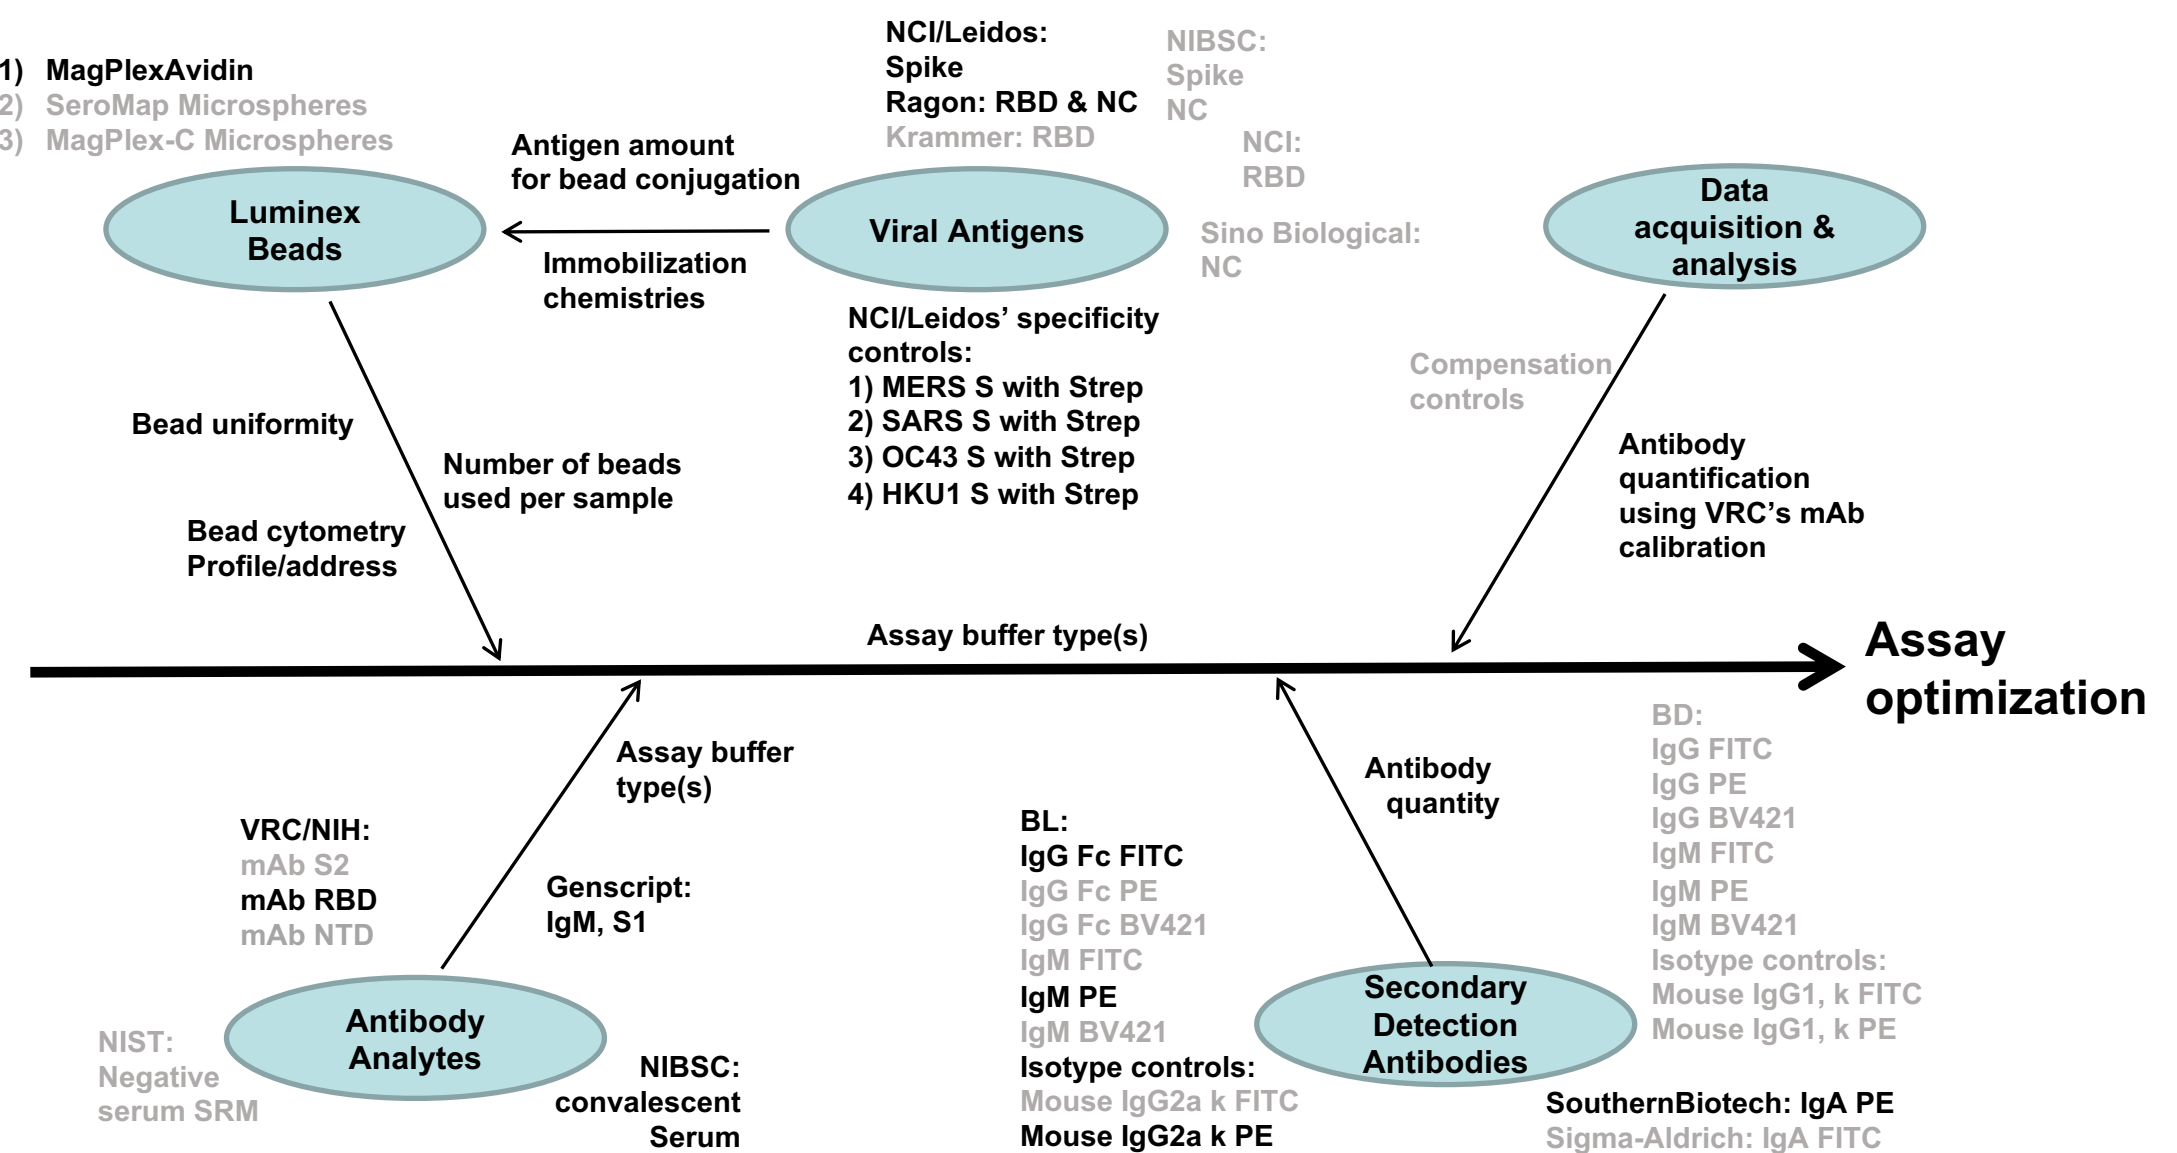 1) MagPlexAvidin
2) SeroMap Microspheres
3) MagPlex-C Microspheres
Luminex
Beads
Antigen amount
for bead conjugation
Immobilization
chemistries
NCI/Leidos:
Spike
Ragon: RBD & NC
Krammer: RBD
NIBSC:
Spike
NC
NCI:
RBD
Sino Biological:
NC
Viral Antigens
NCI/Leidos’ specificity
controls:
1) MERS S with Strep
2) SARS S with Strep
3) OC43 S with Strep
4) HKU1 S with Strep
Data
acquisition &
analysis
Compensation
controls
Antibody
quantification
using VRC’s mAb
calibration
Bead uniformity
Number of beads
used per sample
Bead cytometry
Profile/address
Assay buffer type(s)
Assay
optimization
Assay buffer
type(s)
VRC/NIH:
mAb S2
mAb RBD
mAb NTD
Genscript:
IgM, S1
Antibody
Analytes
NIST:
Negative
serum SRM
NIBSC:
convalescent
Serum
Antibody
quantity
BL:
IgG Fc FITC
IgG Fc PE
IgG Fc BV421
IgM FITC
IgM PE
IgM BV421
Isotype controls:
Mouse IgG2a k FITC
Mouse IgG2a k PE
Secondary
Detection
Antibodies
BD:
IgG FITC
IgG PE
IgG BV421
IgM FITC
IgM PE
IgM BV421
Isotype controls:
Mouse IgG1, k FITC
Mouse IgG1, k PE
SouthernBiotech: IgA PE
Sigma-Aldrich: IgA FITC